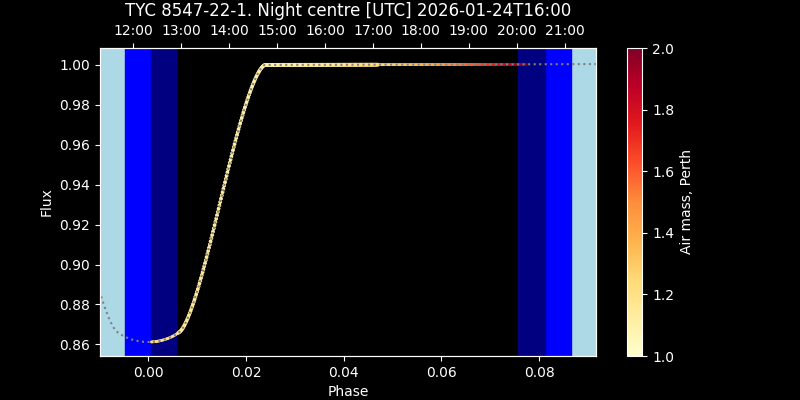 TYC 8547-22-1. Night centre [UTC] 2026-01-24T16:00
12:00 13:00 14:00 15:00 16:00 17:00 18:00 19:00 20:00 21:00
1.00
0.98
0.96
0.94
0.92
0.90
0.88
0.86
Flux
0.00 0.02 0.04 0.06 0.08
Phase
2.0
1.8
1.6
1.4
1.2
1.0
Air mass, Perth